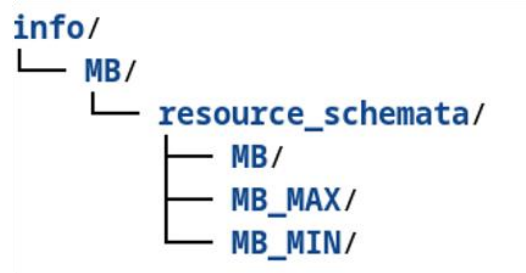 info/
└── MB/
└── resource_schemata/
├── MB/
├── MB_MAX/
└── MB_MIN/